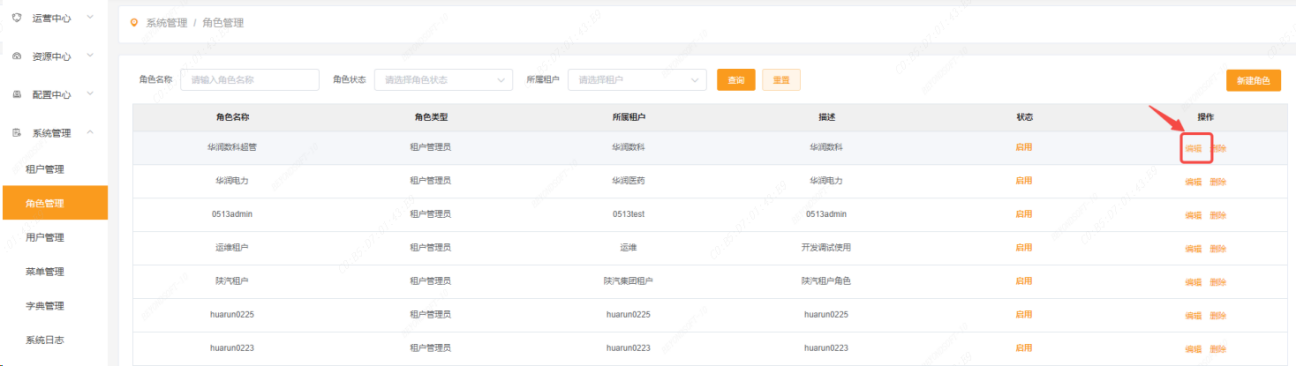 运营中心
资源中心
配置中心
系统管理
租户管理
角色管理
用户管理
菜单管理
字典管理
系统日志
系统管理 / 角色管理
角色名称 请输入角色名称 角色状态 请选择角色状态 所属租户 请选择租户 查询 重置 新建角色
角色名称 角色类型 所属租户 描述 状态 操作
华润数科超管 租户管理员 华润数科 华润数科 启用 编辑 删除
华润电力 租户管理员 华润医药 华润电力 启用 编辑 删除
0513admin 租户管理员 0513test 0513admin 启用 编辑 删除
运维租户 租户管理员 运维 开发调试使用 启用 编辑 删除
陕汽租户 租户管理员 陕汽集团租户 陕汽租户角色 启用 编辑 删除
huarun0225 租户管理员 huarun0225 huarun0225 启用 编辑 删除
huarun0223 租户管理员 huarun0223 huarun0223 启用 编辑 删除